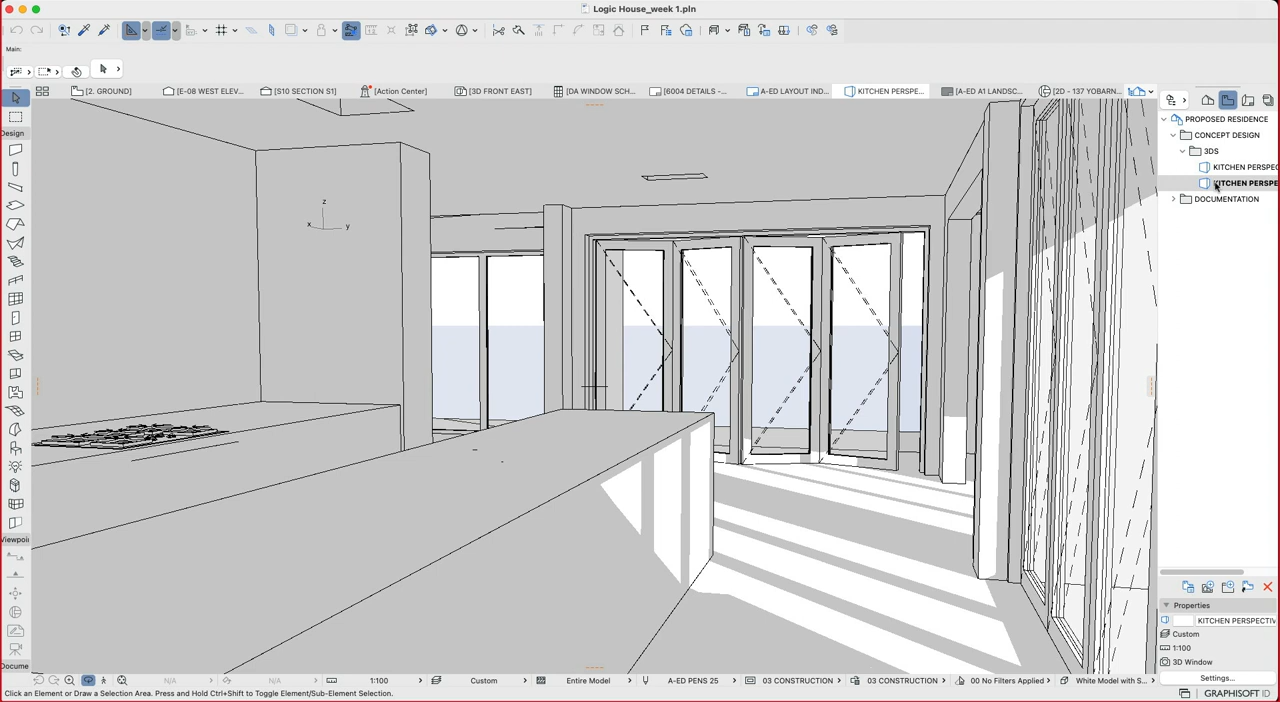 Logic House_week 1.pln
Main:
[2. GROUND]
[E-08 WEST ELEV...
[S10 SECTION S1]
[Action Center]
[3D FRONT EAST]
[DA WINDOW SCH...
[6004 DETAILS -...
A-ED LAYOUT IND...
KITCHEN PERSPE...
[A-ED A1 LANDSC...
[2D - 137 YOBARN...
Design
PROPOSED RESIDENCE
CONCEPT DESIGN
3DS
KITCHEN PERSPEC
KITCHEN PERSPE
DOCUMENTATION
z
x
y
Viewpoi
Docume
Properties
KITCHEN PERSPECTIV
Custom
1:100
3D Window
Settings...
N/A
N/A
1:100
Custom
Entire Model
A-ED PENS 25
03 CONSTRUCTION
03 CONSTRUCTION
00 No Filters Applied
White Model with S...
Click an Element or Draw a Selection Area. Press and Hold Ctrl+Shift to Toggle Element/Sub-Element Selection.
GRAPHISOFT ID